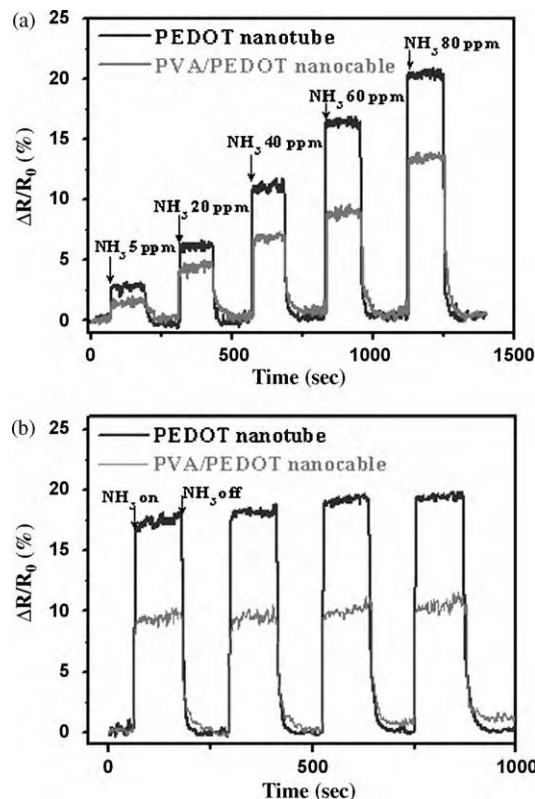 (a)
PEDOT nanotube
PVA/PEDOT nanocable
NH3 5 ppm
NH3 20 ppm
NH3 40 ppm
NH3 60 ppm
NH3 80 ppm
25
20
15
10
5
0
ΔR/R0 (%)
0 500 1000 1500
Time (sec)
(b)
PEDOT nanotube
PVA/PEDOT nanocable
NH3 on
NH3 off
25
20
15
10
5
0
ΔR/R0 (%)
0 500 1000
Time (sec)